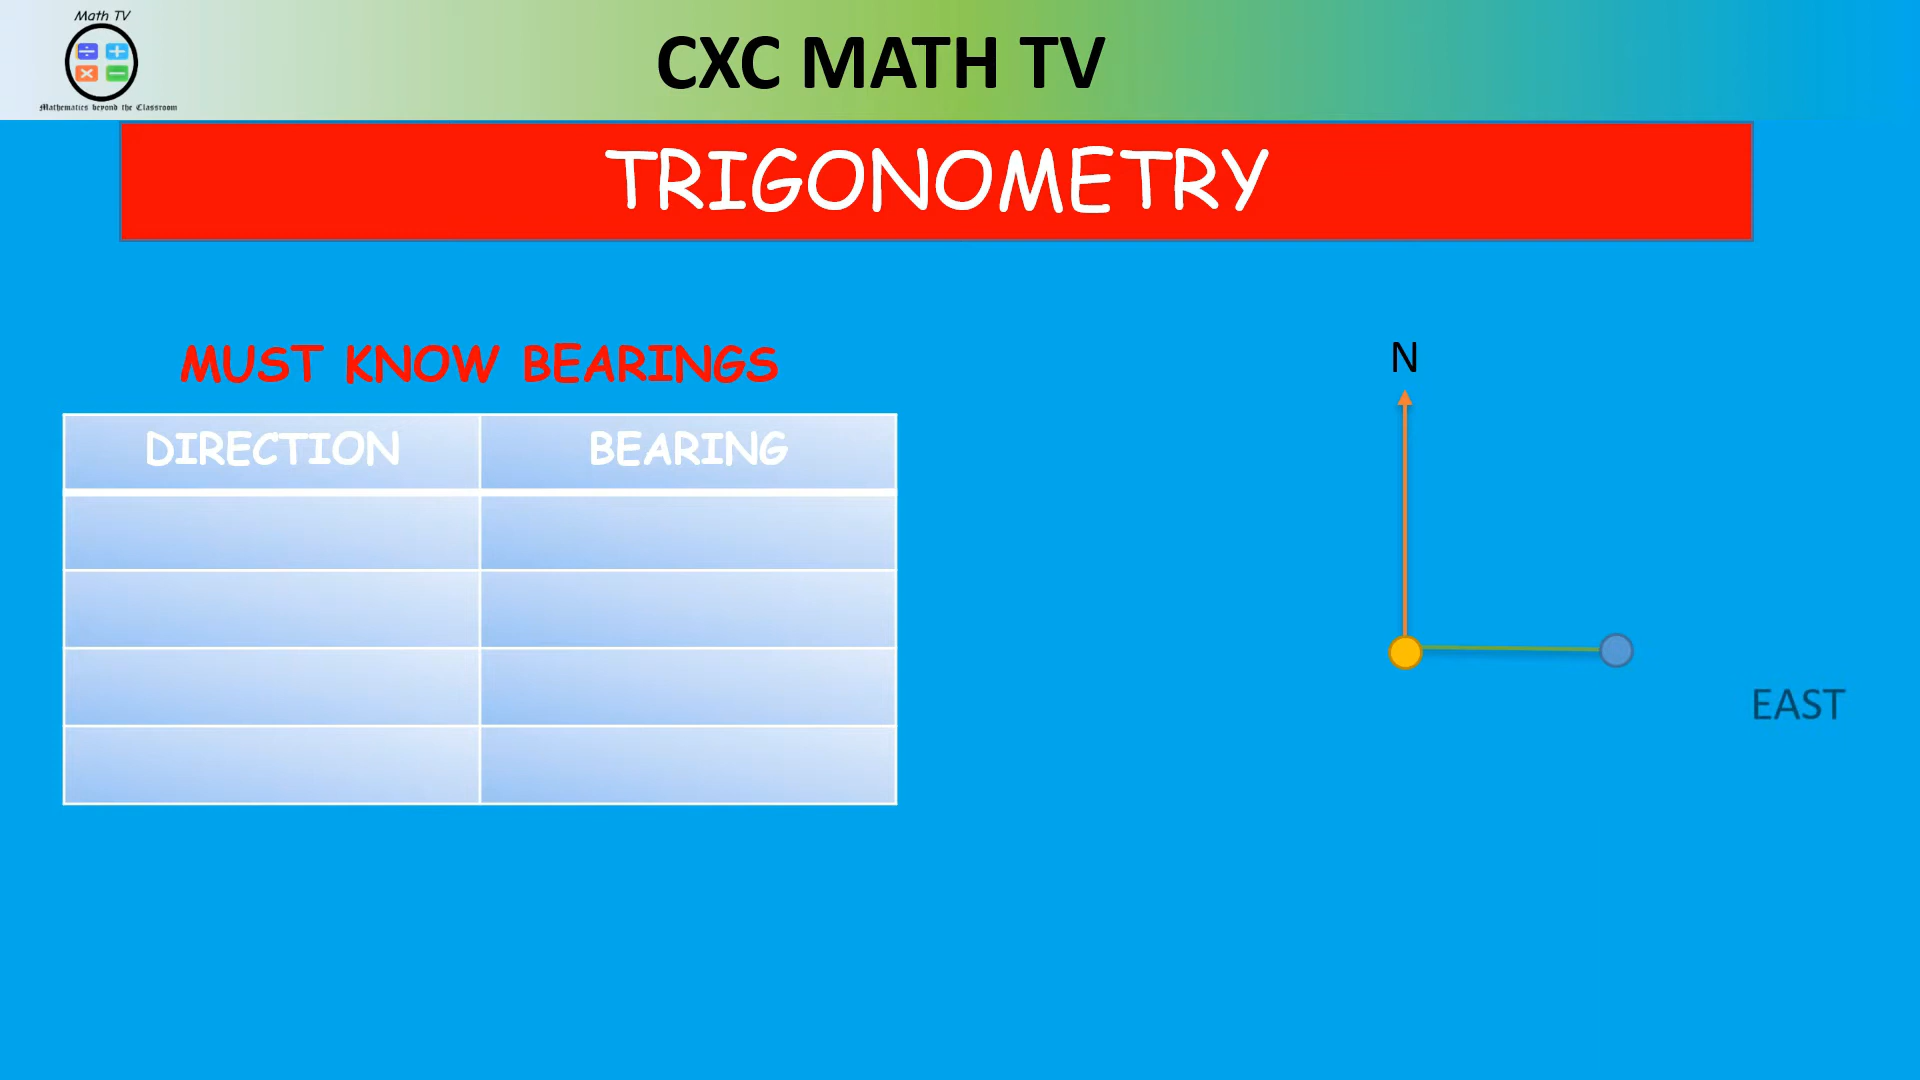 Math TV
Mathematics beyond the Classroom
CXC MATH TV
TRIGONOMETRY
MUST KNOW BEARINGS
DIRECTION BEARING
N
EAST